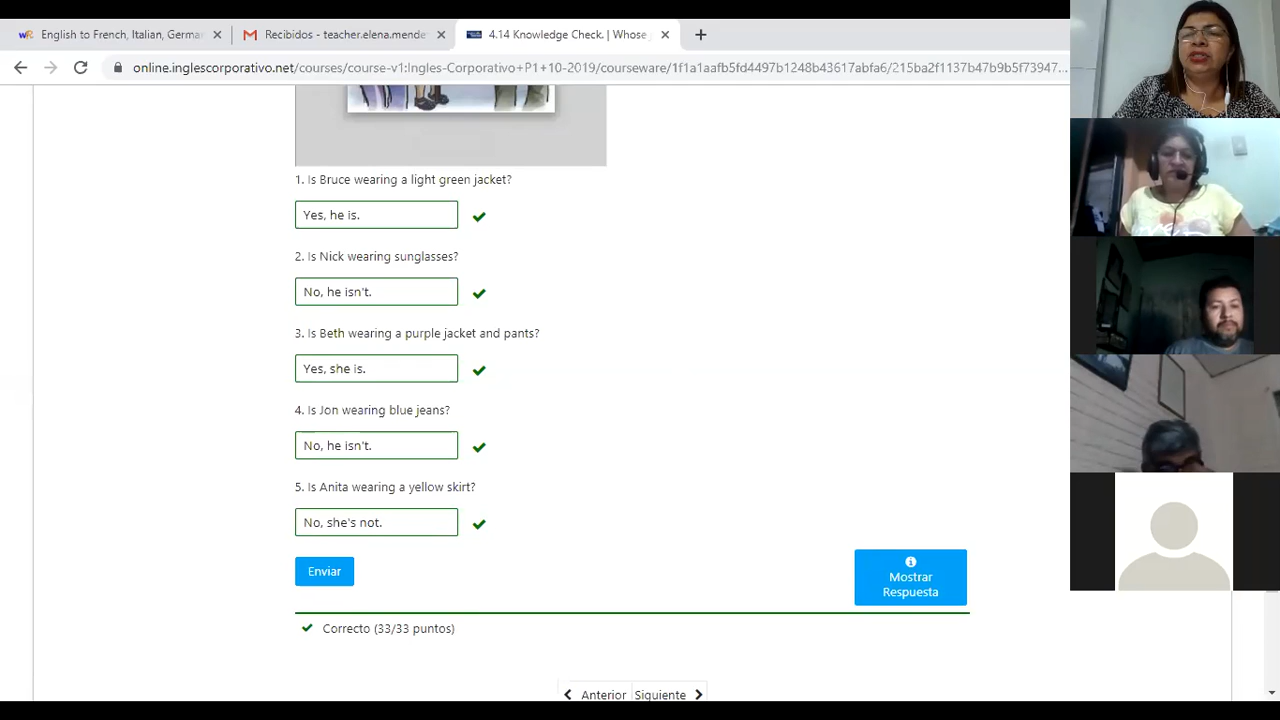 English to French, Italian, Germa
Recibidos - teacher.elena.mende
4.14 Knowledge Check. | Whose
online.inglescorporativo.net/courses/course-v1:Ingles-Corporativo+P1+10-2019/courseware/1f1a1aafb5fd4497b1248b43617abfa6/215ba2f1137b47b9b5f73947...
1. Is Bruce wearing a light green jacket?
Yes, he is.
2. Is Nick wearing sunglasses?
No, he isn't.
3. Is Beth wearing a purple jacket and pants?
Yes, she is.
4. Is Jon wearing blue jeans?
No, he isn't.
5. Is Anita wearing a yellow skirt?
No, she's not.
Enviar
Mostrar
Respuesta
Correcto (33/33 puntos)
Anterior Siguiente